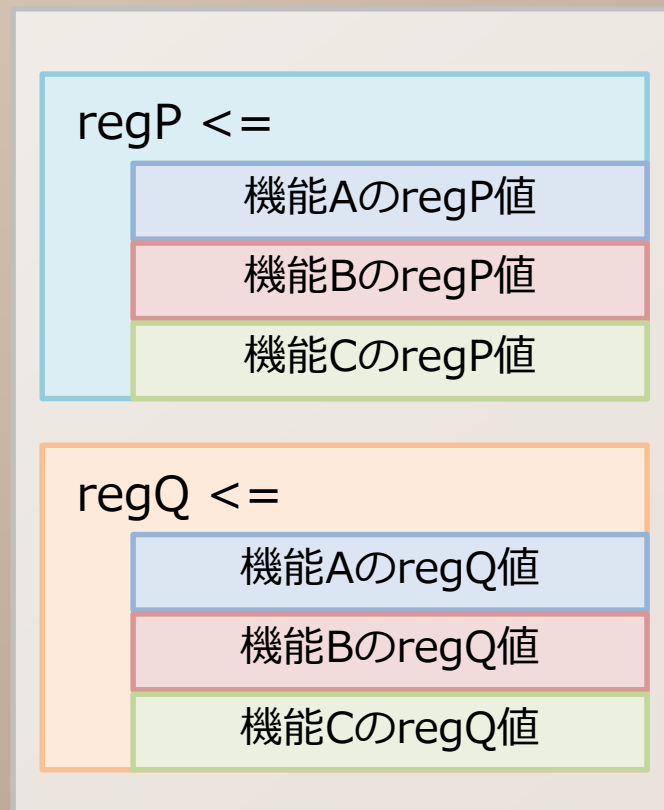 regP <=
機能AのregP値
機能BのregP値
機能CのregP値
regQ <=
機能AのregQ値
機能BのregQ値
機能CのregQ値